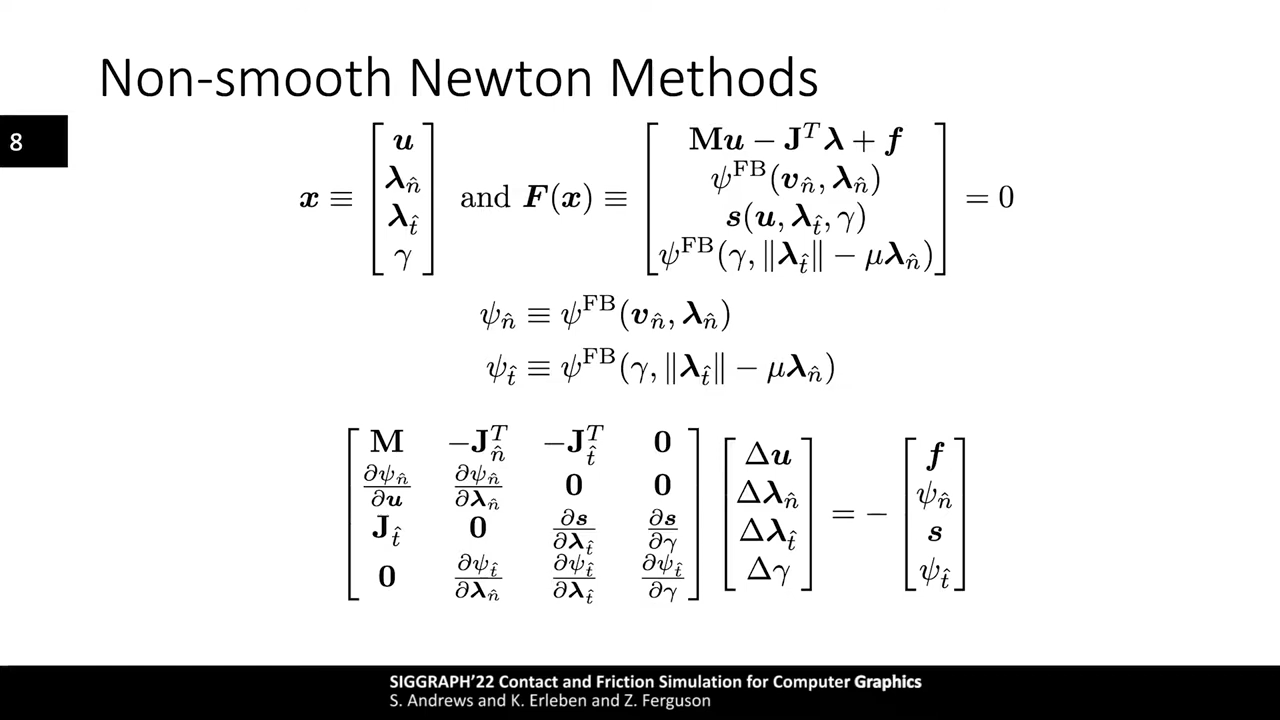 Non-smooth Newton Methods
8
𝒙 ≡ [ 𝒖 ; 𝝀_n̂ ; 𝝀_t̂ ; γ ] and 𝑭(𝒙) ≡ [ 𝐌𝒖 − 𝐉^T 𝝀 + 𝒇 ; ψ^FB(𝒗_n̂, 𝝀_n̂) ; 𝒔(𝒖, 𝝀_t̂, γ) ; ψ^FB(γ, ‖𝝀_t̂‖ − μ𝝀_n̂) ] = 0
ψ_n̂ ≡ ψ^FB(𝒗_n̂, 𝝀_n̂)
ψ_t̂ ≡ ψ^FB(γ, ‖𝝀_t̂‖ − μ𝝀_n̂)
[ 𝐌 −𝐉_n̂^T −𝐉_t̂^T 𝟎 ; ∂ψ_n̂/∂𝒖 ∂ψ_n̂/∂𝝀_n̂ 𝟎 𝟎 ; 𝐉_t̂ 𝟎 ∂𝒔/∂𝝀_t̂ ∂𝒔/∂γ ; 𝟎 ∂ψ_t̂/∂𝝀_n̂ ∂ψ_t̂/∂𝝀_t̂ ∂ψ_t̂/∂γ ] [ Δ𝒖 ; Δ𝝀_n̂ ; Δ𝝀_t̂ ; Δγ ] = − [ 𝒇 ; ψ_n̂ ; 𝒔 ; ψ_t̂ ]
SIGGRAPH'22 Contact and Friction Simulation for Computer Graphics
S. Andrews and K. Erleben and Z. Ferguson